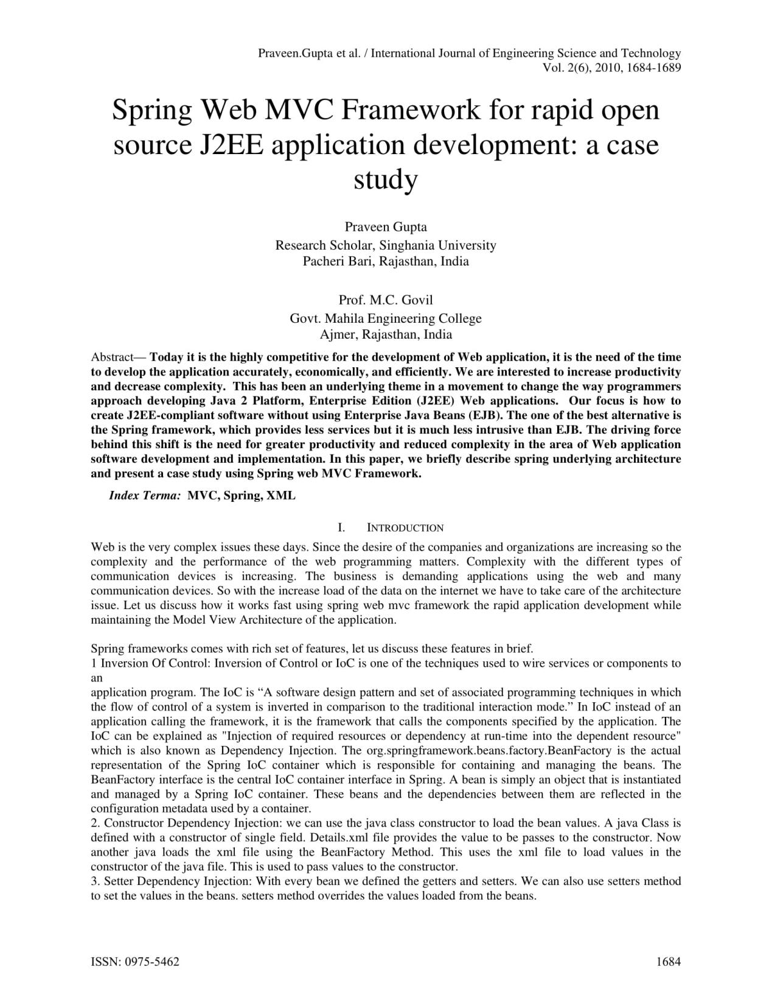 Praveen.Gupta et al. / International Journal of Engineering Science and Technology
Vol. 2(6), 2010, 1684-1689
Spring Web MVC Framework for rapid open
source J2EE application development: a case
study
Praveen Gupta
Research Scholar, Singhania University
Pacheri Bari, Rajasthan, India
Prof. M.C. Govil
Govt. Mahila Engineering College
Ajmer, Rajasthan, India
Abstract— Today it is the highly competitive for the development of Web application, it is the need of the time
to develop the application accurately, economically, and efficiently. We are interested to increase productivity
and decrease complexity. This has been an underlying theme in a movement to change the way programmers
approach developing Java 2 Platform, Enterprise Edition (J2EE) Web applications. Our focus is how to
create J2EE-compliant software without using Enterprise Java Beans (EJB). The one of the best alternative is
the Spring framework, which provides less services but it is much less intrusive than EJB. The driving force
behind this shift is the need for greater productivity and reduced complexity in the area of Web application
software development and implementation. In this paper, we briefly describe spring underlying architecture
and present a case study using Spring web MVC Framework.
Index Terma: MVC, Spring, XML
I. INTRODUCTION
Web is the very complex issues these days. Since the desire of the companies and organizations are increasing so the
complexity and the performance of the web programming matters. Complexity with the different types of
communication devices is increasing. The business is demanding applications using the web and many
communication devices. So with the increase load of the data on the internet we have to take care of the architecture
issue. Let us discuss how it works fast using spring web mvc framework the rapid application development while
maintaining the Model View Architecture of the application.
Spring frameworks comes with rich set of features, let us discuss these features in brief.
1 Inversion Of Control: Inversion of Control or IoC is one of the techniques used to wire services or components to
an
application program. The IoC is “A software design pattern and set of associated programming techniques in which
the flow of control of a system is inverted in comparison to the traditional interaction mode.” In IoC instead of an
application calling the framework, it is the framework that calls the components specified by the application. The
IoC can be explained as "Injection of required resources or dependency at run-time into the dependent resource"
which is also known as Dependency Injection. The org.springframework.beans.factory.BeanFactory is the actual
representation of the Spring IoC container which is responsible for containing and managing the beans. The
BeanFactory interface is the central IoC container interface in Spring. A bean is simply an object that is instantiated
and managed by a Spring IoC container. These beans and the dependencies between them are reflected in the
configuration metadata used by a container.
2. Constructor Dependency Injection: we can use the java class constructor to load the bean values. A java Class is
defined with a constructor of single field. Details.xml file provides the value to be passes to the constructor. Now
another java loads the xml file using the BeanFactory Method. This uses the xml file to load values in the
constructor of the java file. This is used to pass values to the constructor.
3. Setter Dependency Injection: With every bean we defined the getters and setters. We can also use setters method
to set the values in the beans. setters method overrides the values loaded from the beans.
ISSN: 0975-5462
1684